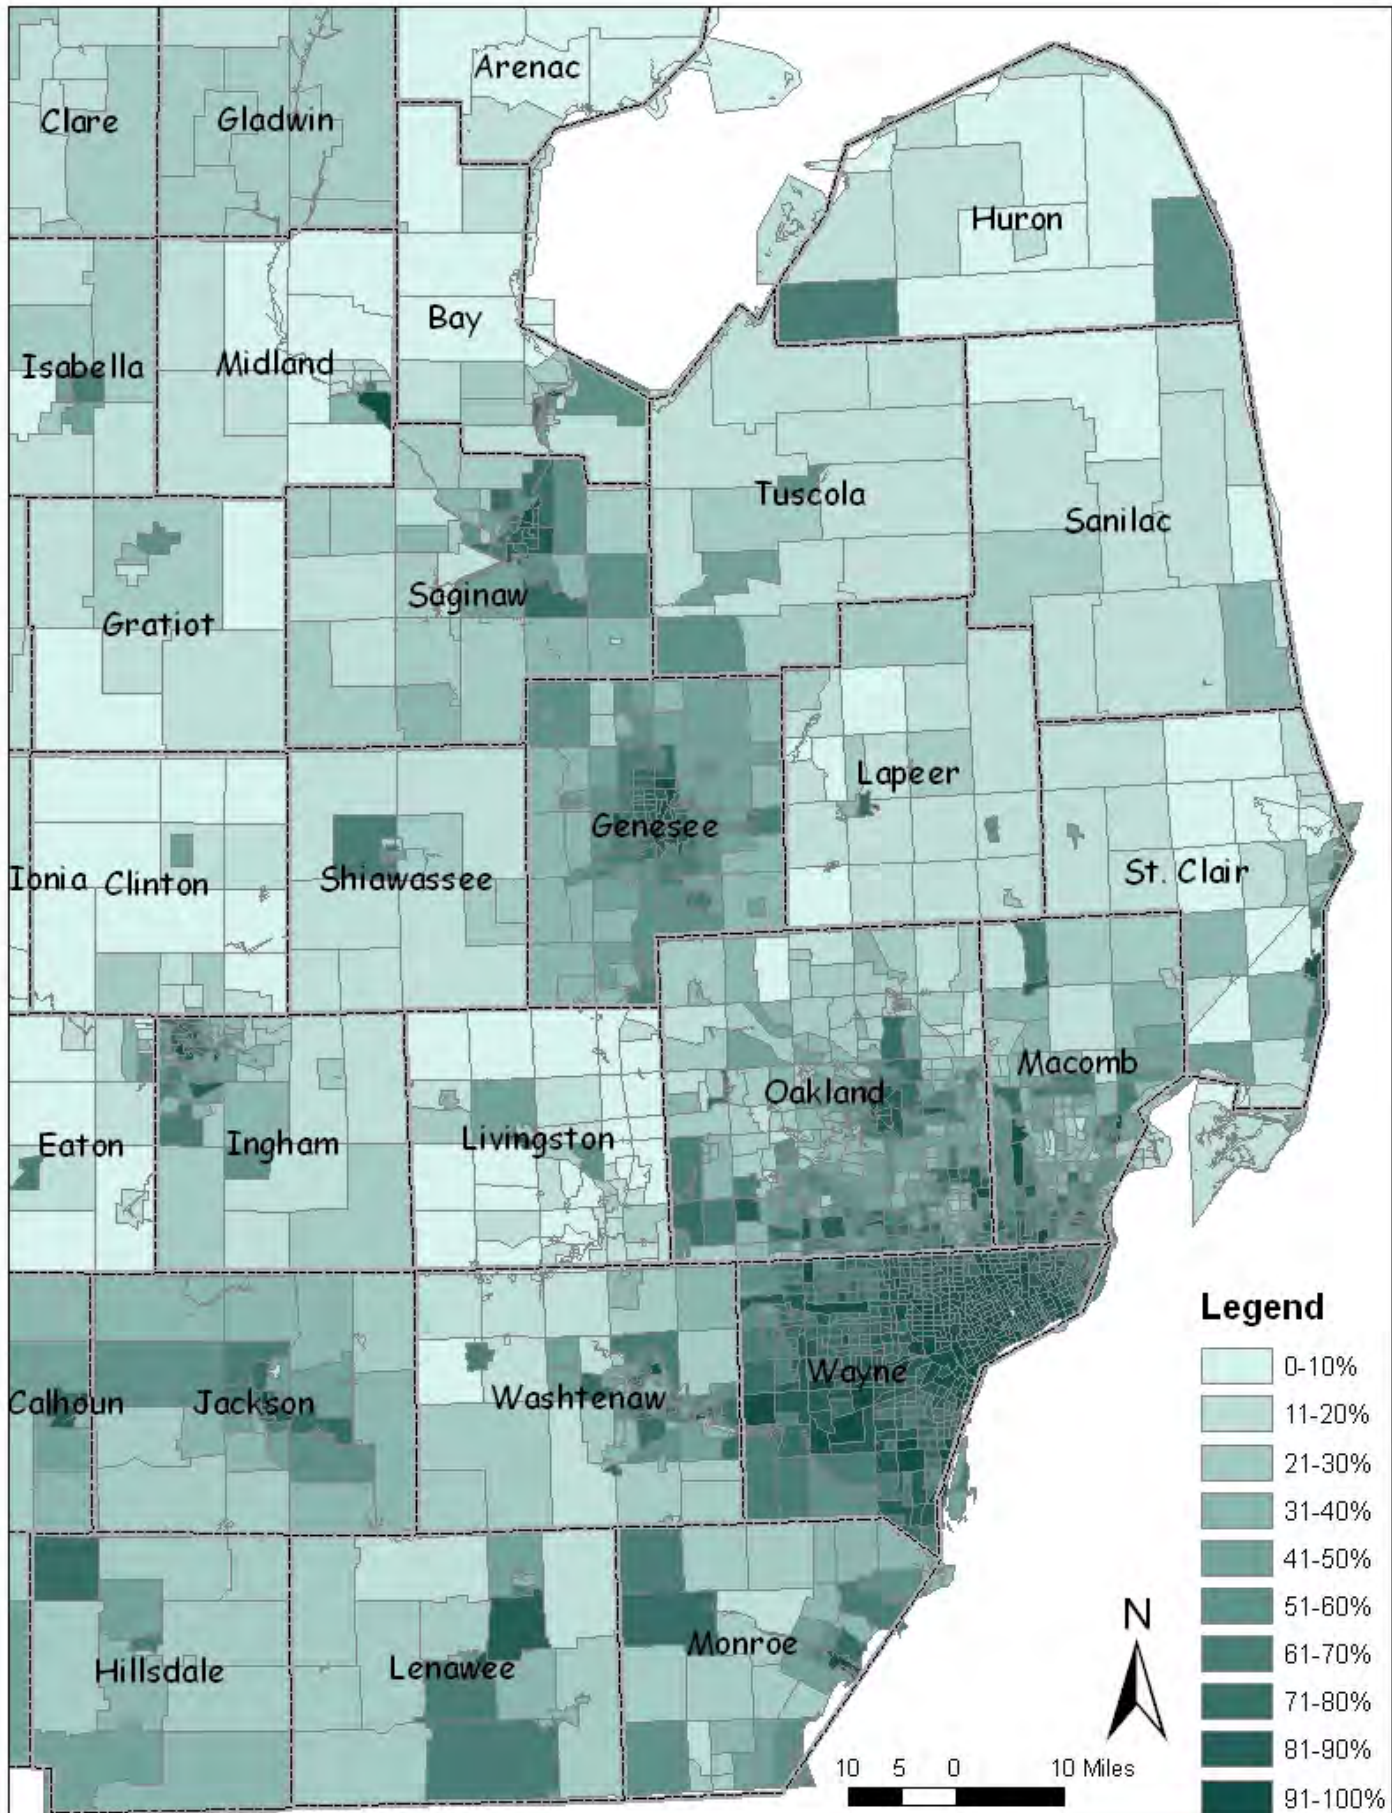 Arenac
Clare
Gladwin
Huron
Bay
Isabella
Midland
Tuscola
Sanilac
Saginaw
Gratiot
Lapeer
Genesee
St. Clair
Ionia
Clinton
Shiawassee
Macomb
Oakland
Eaton
Ingham
Livingston
Legend
0-10%
Wayne
Calhoun
Jackson
Washtenaw
11-20%
21-30%
31-40%
41-50%
51-60%
N
Monroe
61-70%
Hillsdale
Lenawee
71-80%
81-90%
10 5 0 10 Miles
91-100%